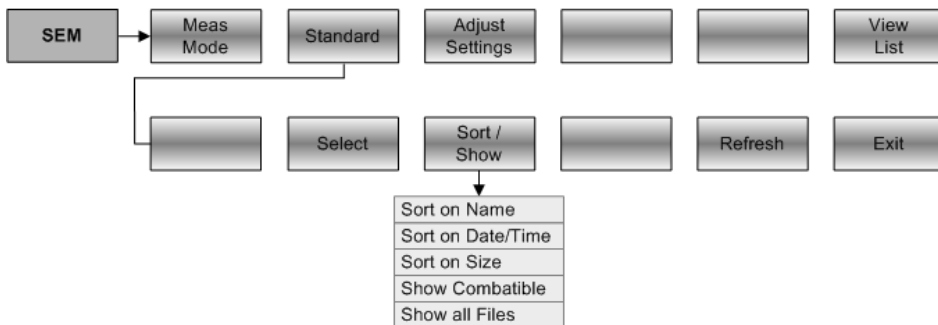 SEM
Meas
Mode
Standard
Adjust
Settings
View
List
Select
Sort /
Show
Refresh
Exit
Sort on Name
Sort on Date/Time
Sort on Size
Show Combatible
Show all Files